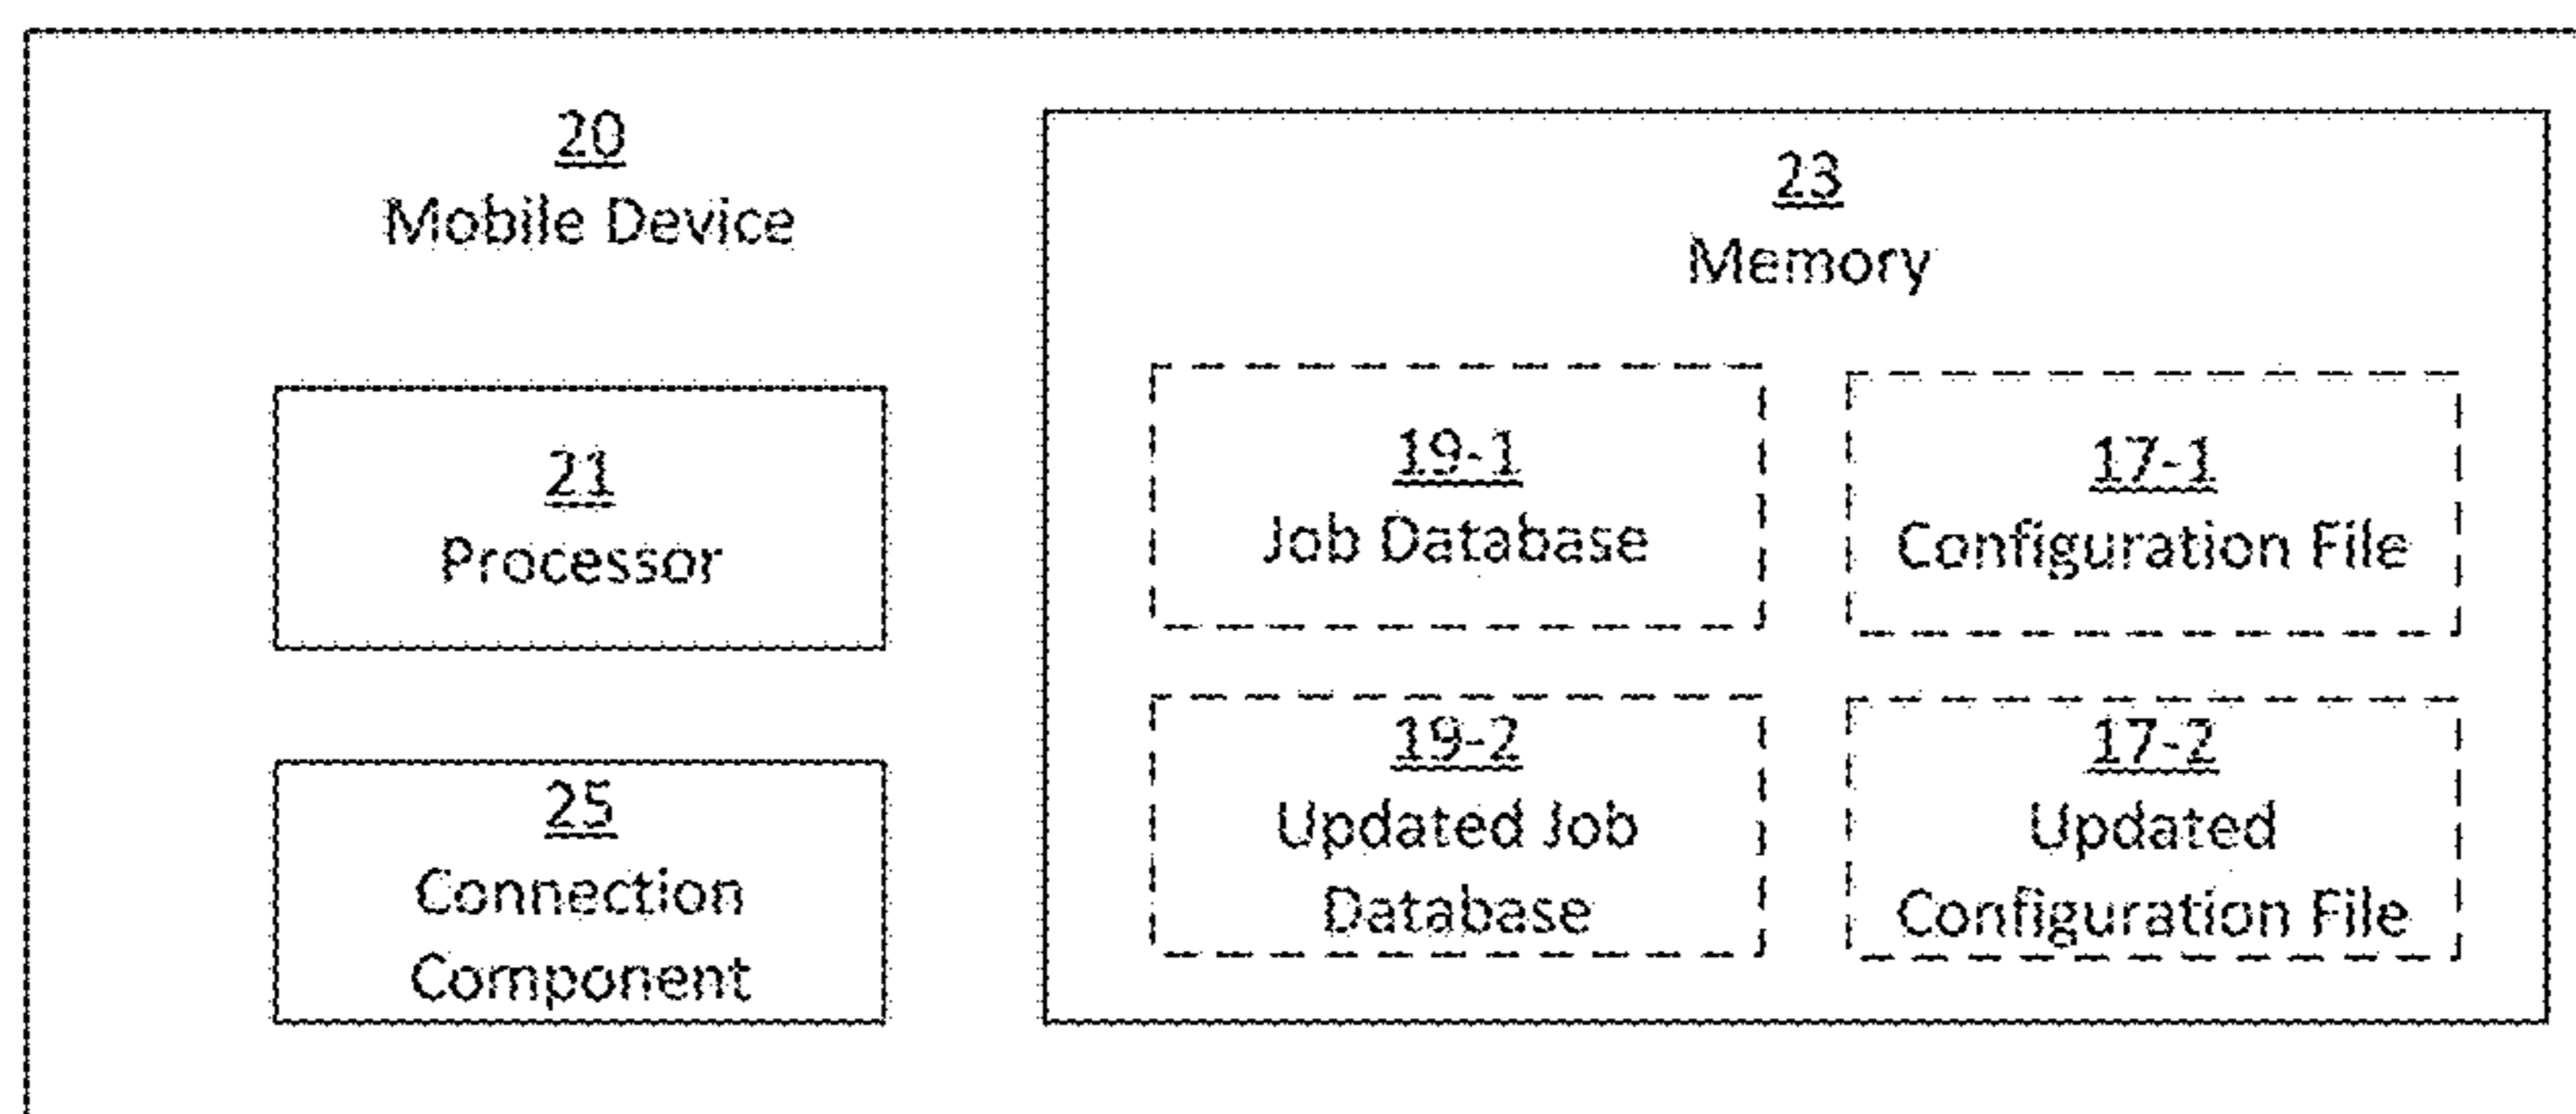 20
Mobile Device
23
Memory
21
Processor
19-1
Job Database
17-1
Configuration File
25
Connection
Component
19-2
Updated Job
Database
17-2
Updated
Configuration File